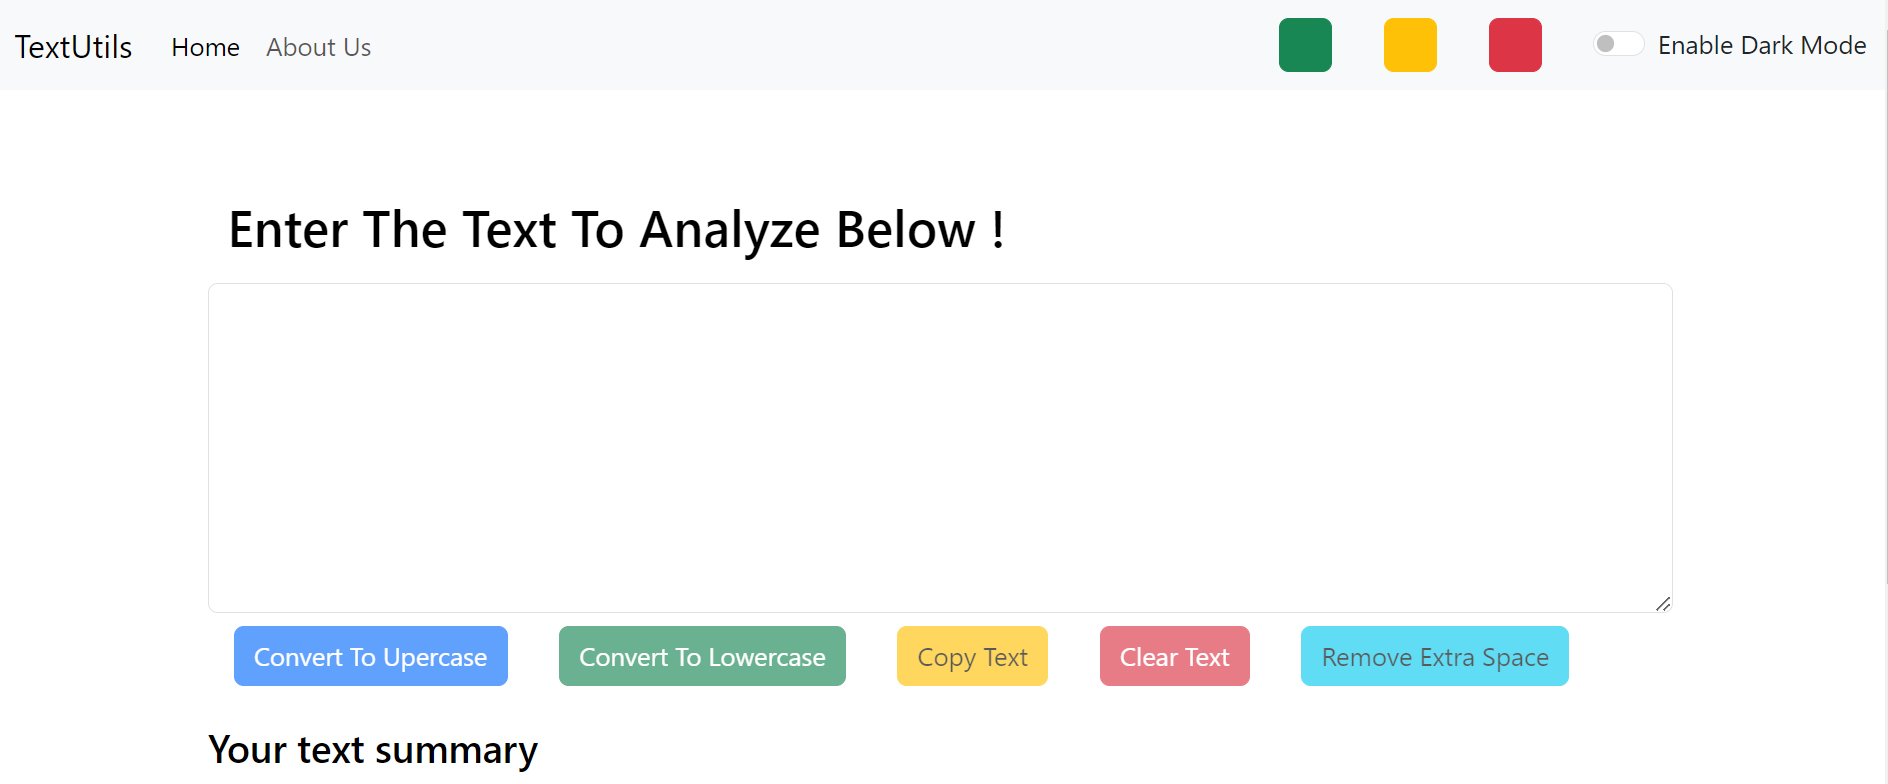 TextUtils Home About Us Enable Dark Mode
Enter The Text To Analyze Below !
Convert To Upercase Convert To Lowercase Copy Text Clear Text Remove Extra Space
Your text summary